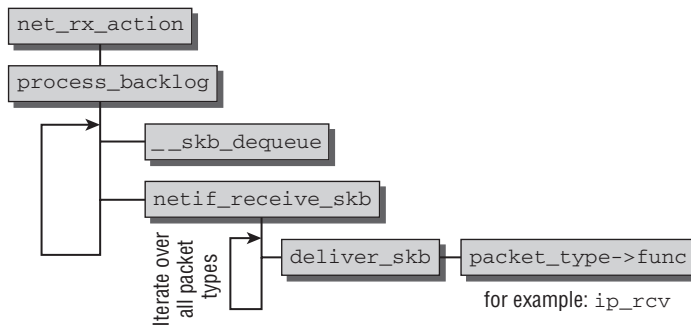 net_rx_action
process_backlog
__skb_dequeue
netif_receive_skb
Iterate over
all packet
types
deliver_skb
packet_type->func
for example: ip_rcv